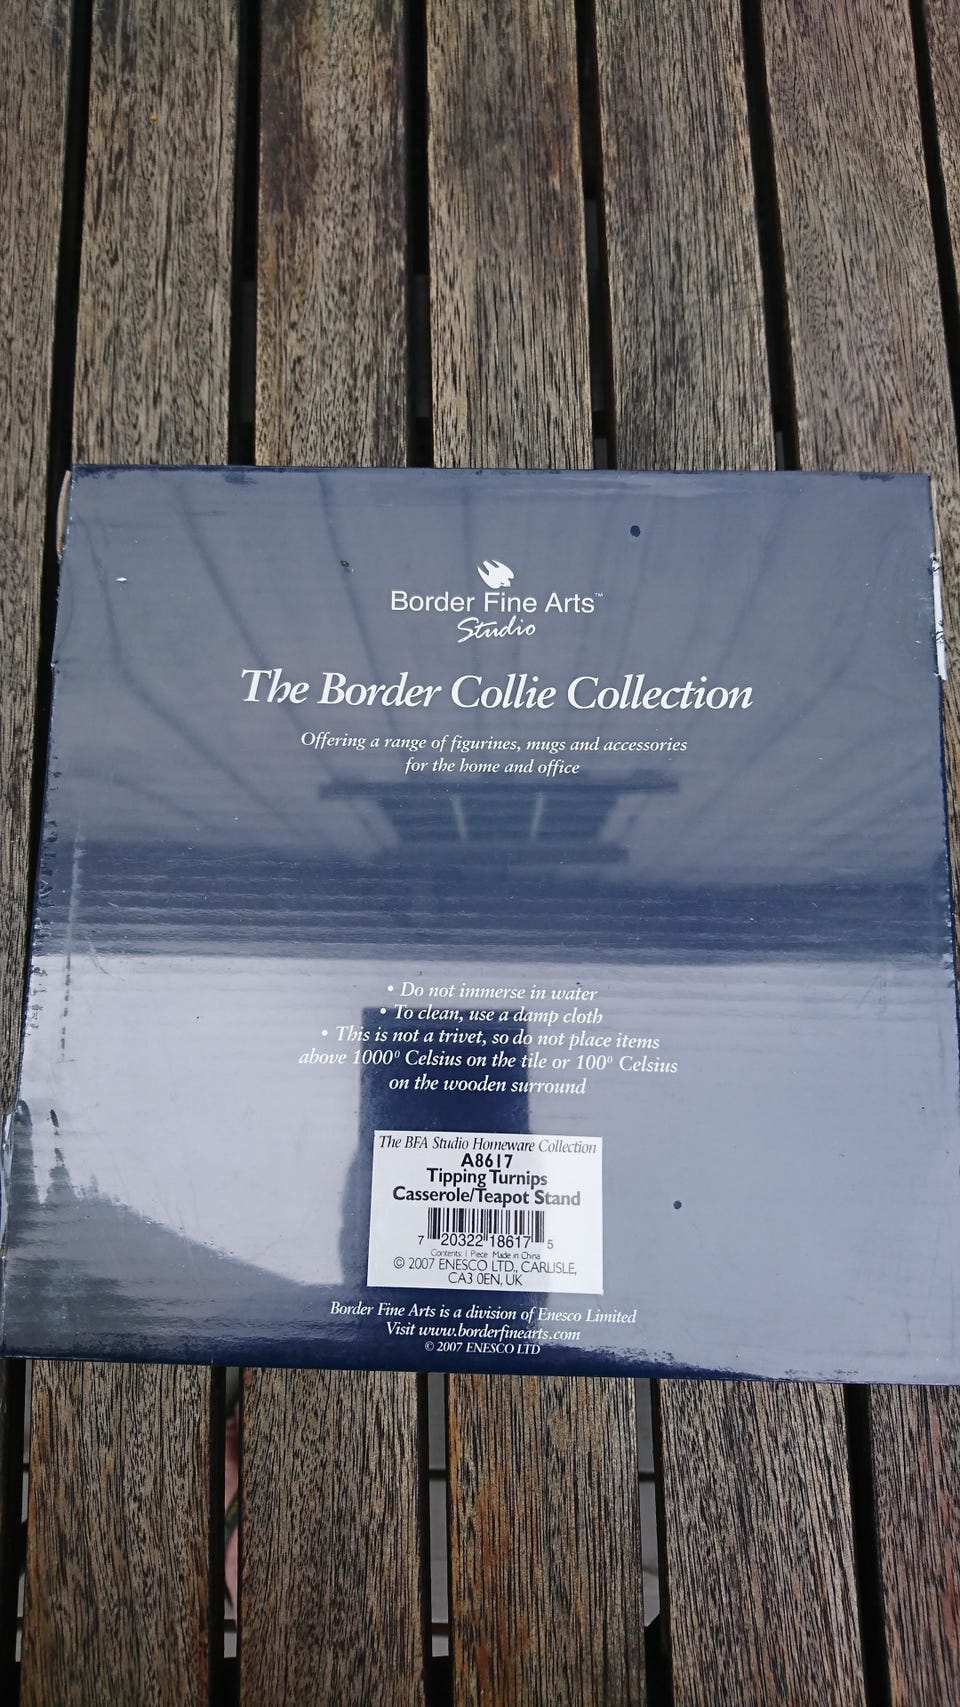 Border Fine Arts™
Studio
The Border Collie Collection
Offering a range of figurines, mugs and accessories
for the home and office
• Do not immerse in water
• To clean, use a damp cloth
• This is not a trivet, so do not place items
above 1000⁰ Celsius on the tile or 100⁰ Celsius
on the wooden surround
The BFA Studio Homeware Collection
A8617
Tipping Turnips
Casserole/Teapot Stand
7 20322 18617 5
Contents: 1 Piece Made in China
© 2007 ENESCO LTD., CARLISLE,
CA3 0EN, UK
Border Fine Arts is a division of Enesco Limited
Visit www.borderfinearts.com
© 2007 ENESCO LTD